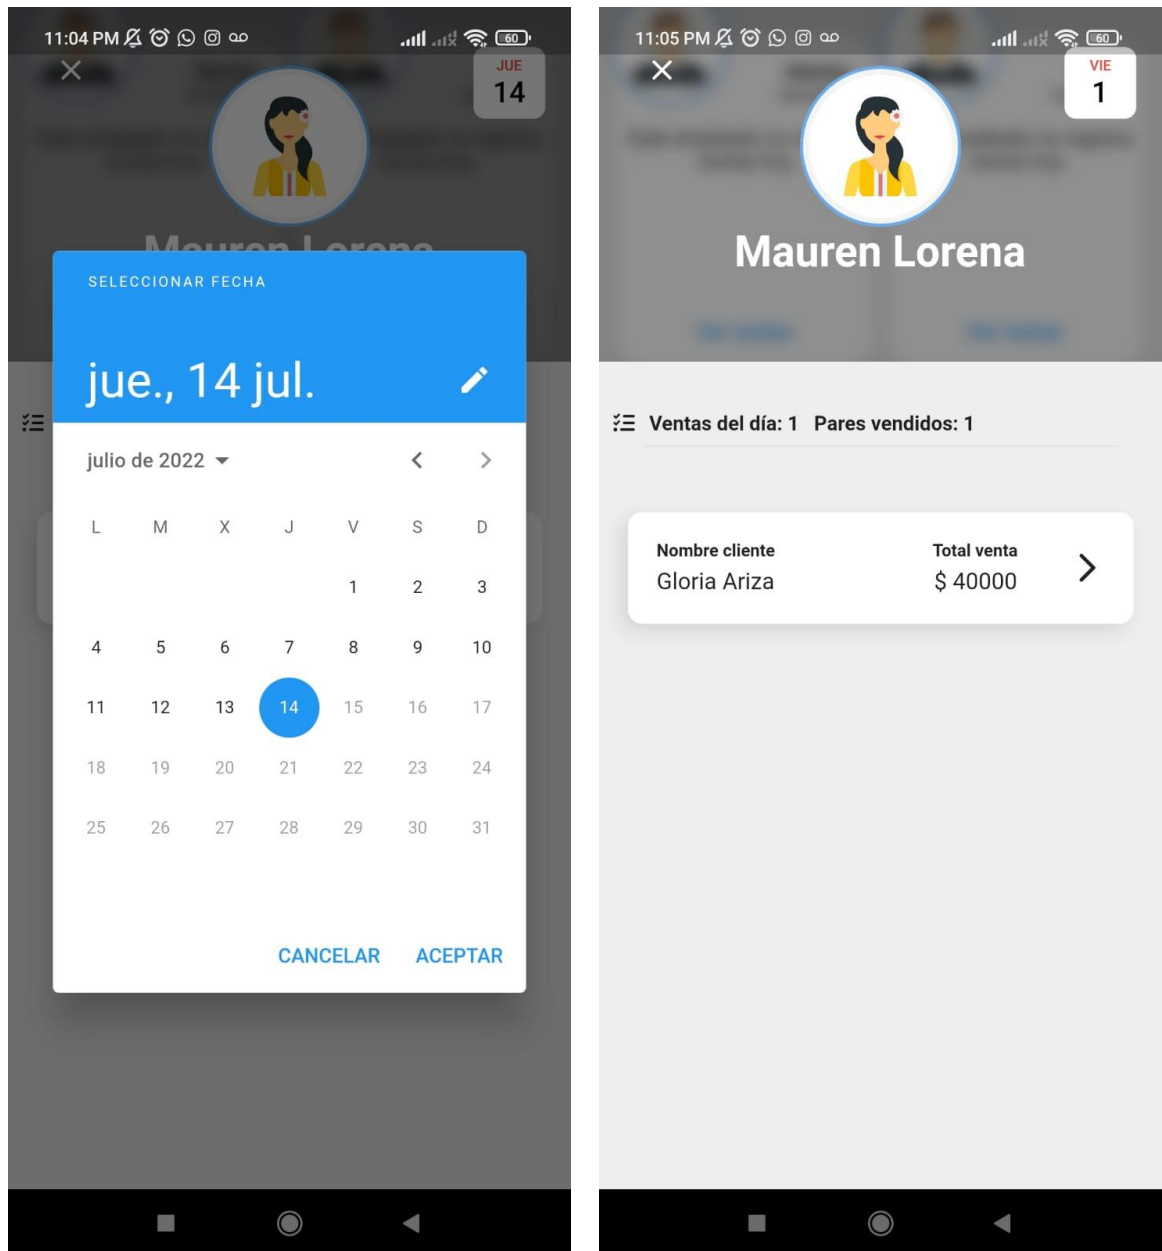 11:04 PM
60
JUE
14
Mauren Lorena
SELECCIONAR FECHA
jue., 14 jul.
julio de 2022
L M X J V S D
1 2 3
4 5 6 7 8 9 10
11 12 13 14 15 16 17
18 19 20 21 22 23 24
25 26 27 28 29 30 31
CANCELAR ACEPTAR
11:05 PM
60
VIE
1
Mauren Lorena
Ventas del día: 1 Pares vendidos: 1
Nombre cliente Total venta
Gloria Ariza $ 40000